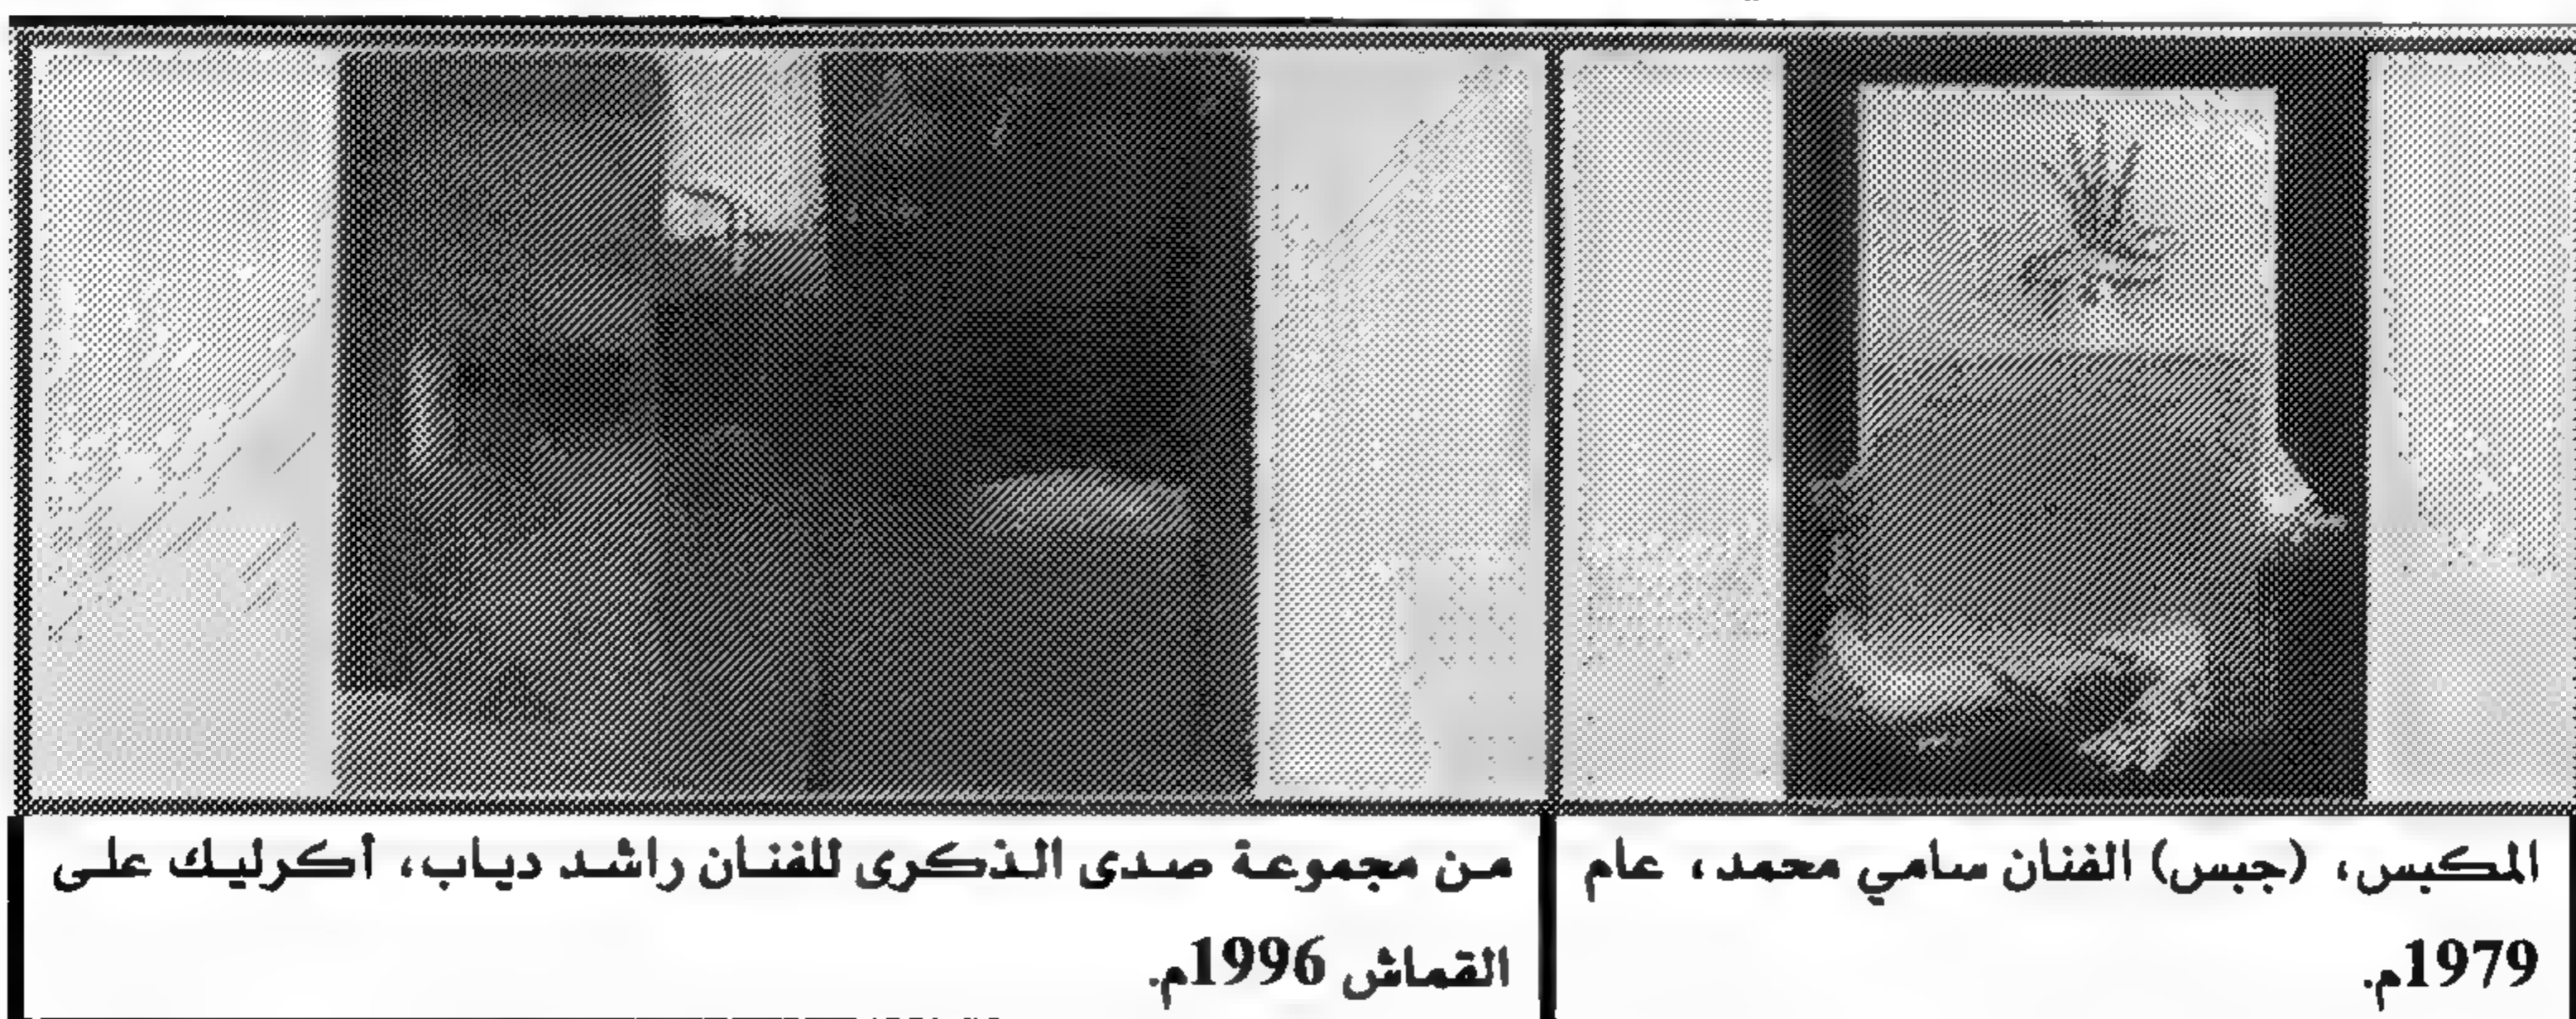 المكبس، (جبس) الفنان سامي محمد، عام
1979م.
من مجموعة صدى الذكرى للفنان راشد دياب، أكرليك على
القماش 1996م.